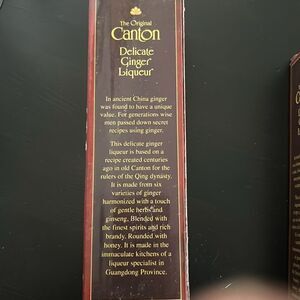 The Original
Canton
Delicate
Ginger
Liqueur
In ancient China ginger
was found to have a unique
value. For generations wise
men passed down secret
recipes using ginger.
This delicate ginger
liqueur is based on a
recipe created centuries
ago in old Canton for the
rulers of the Qing dynasty.
It is made from six
varieties of ginger
harmonized with a touch
of gentle herbs and
ginseng, Blended with
the finest spirits and rich
brandy. Rounded with
honey. It is made in the
immaculate kitchens of a
liqueur specialist in
Guangdong Province.